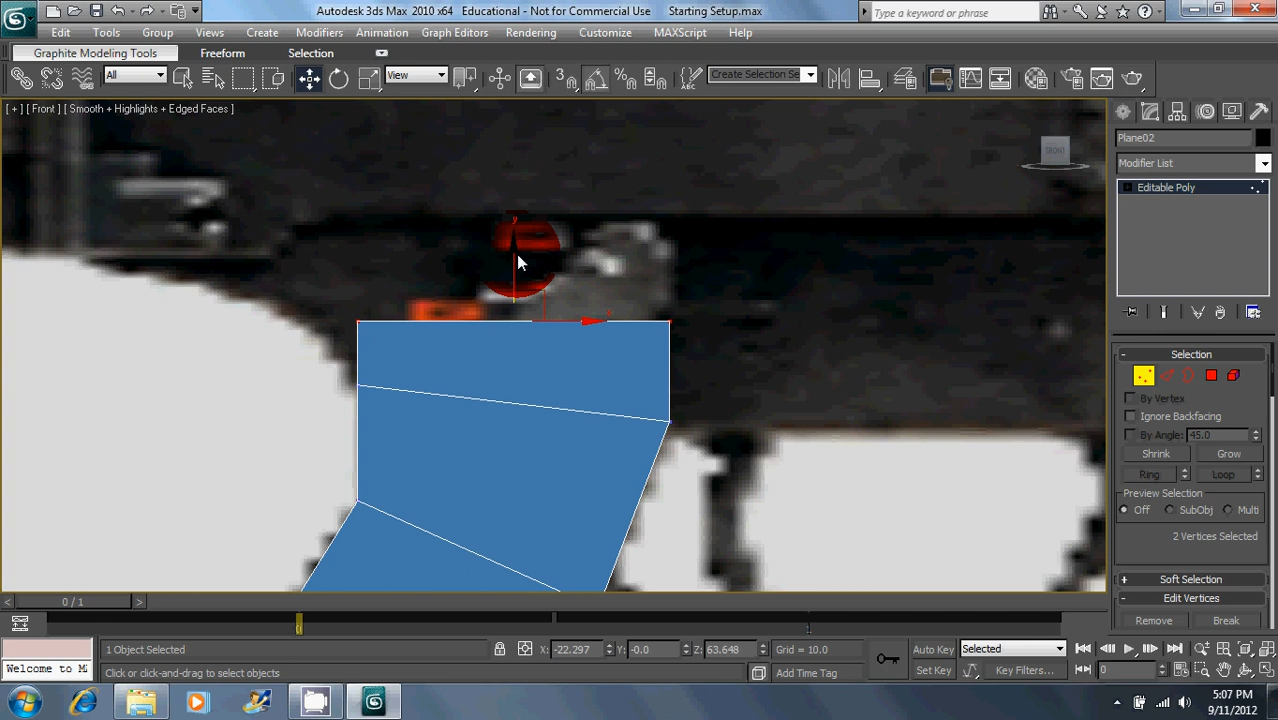 Autodesk 3ds Max 2010 x64 Educational - Not for Commercial Use Starting Setup.max
Type a keyword or phrase
Edit Tools Group Views Create Modifiers Animation Graph Editors Rendering Customize MAXScript Help
Graphite Modeling Tools Freeform Selection
All View Create Selection Se
[ + ] [ Front ] [ Smooth + Highlights + Edged Faces ]
FRONT
Plane02
Modifier List
Editable Poly
y
x
Selection
By Vertex
Ignore Backfacing
By Angle: 45.0
Shrink Grow
Ring Loop
Preview Selection
Off SubObj Multi
2 Vertices Selected
Soft Selection
Edit Vertices
Remove Break
0 / 1
0 1
1 Object Selected X: -22.297 Y: -0.0 Z: 63.648 Grid = 10.0 Auto Key Selected
Welcome to M Click or click-and-drag to select objects Add Time Tag Set Key Key Filters... 0
5:07 PM
9/11/2012